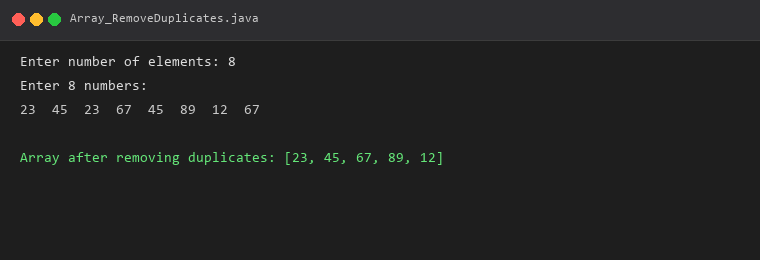 Array_RemoveDuplicates.java
Enter number of elements: 8
Enter 8 numbers:
23  45  23  67  45  89  12  67
Array after removing duplicates: [23, 45, 67, 89, 12]